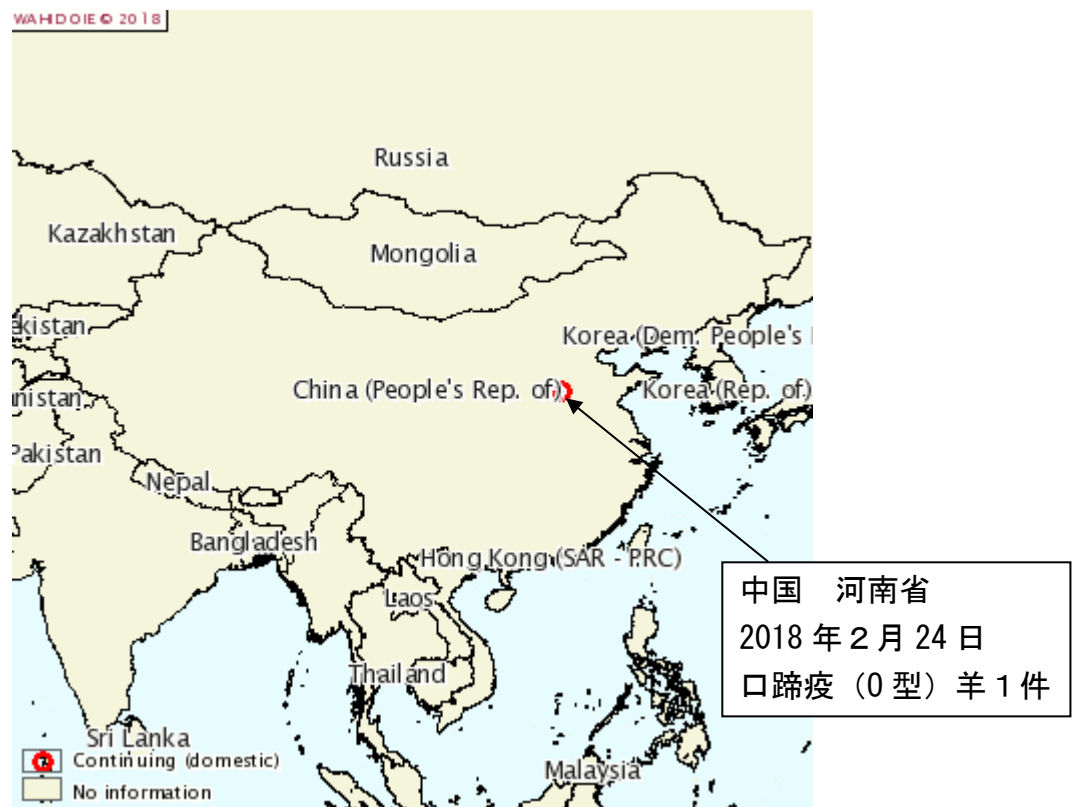 WAHID OIE © 2018
Russia
Kazakhstan
Mongolia
ekistan
Korea (Dem. People's
China (People's Rep. of)
Korea (Rep. of)
nistan
Pakistan
Nepal
Bangladesh
Hong Kong (SAR - PRC)
Laos
中国　河南省
2018 年２月 24 日
口蹄疫（O 型）羊１件
Thailand
Sri Lanka
Continuing (domestic)
Malaysia
No information